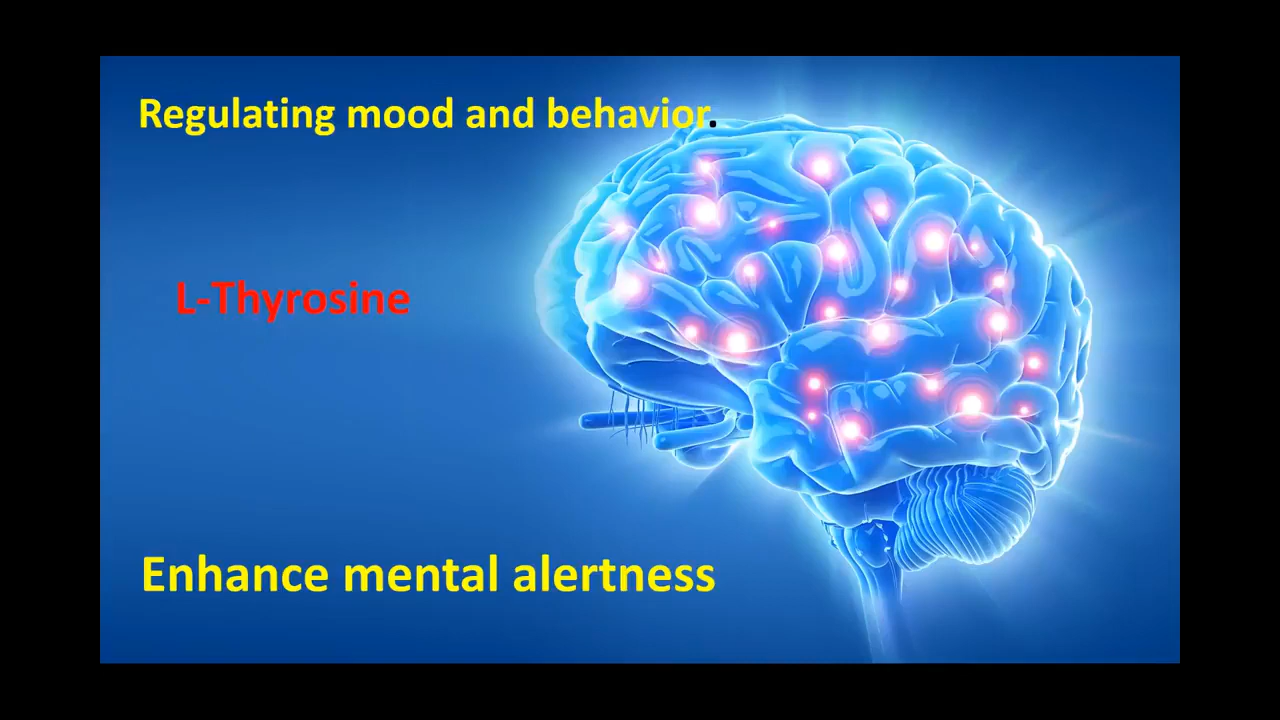 Regulating mood and behavior.
L-Thyrosine
Enhance mental alertness